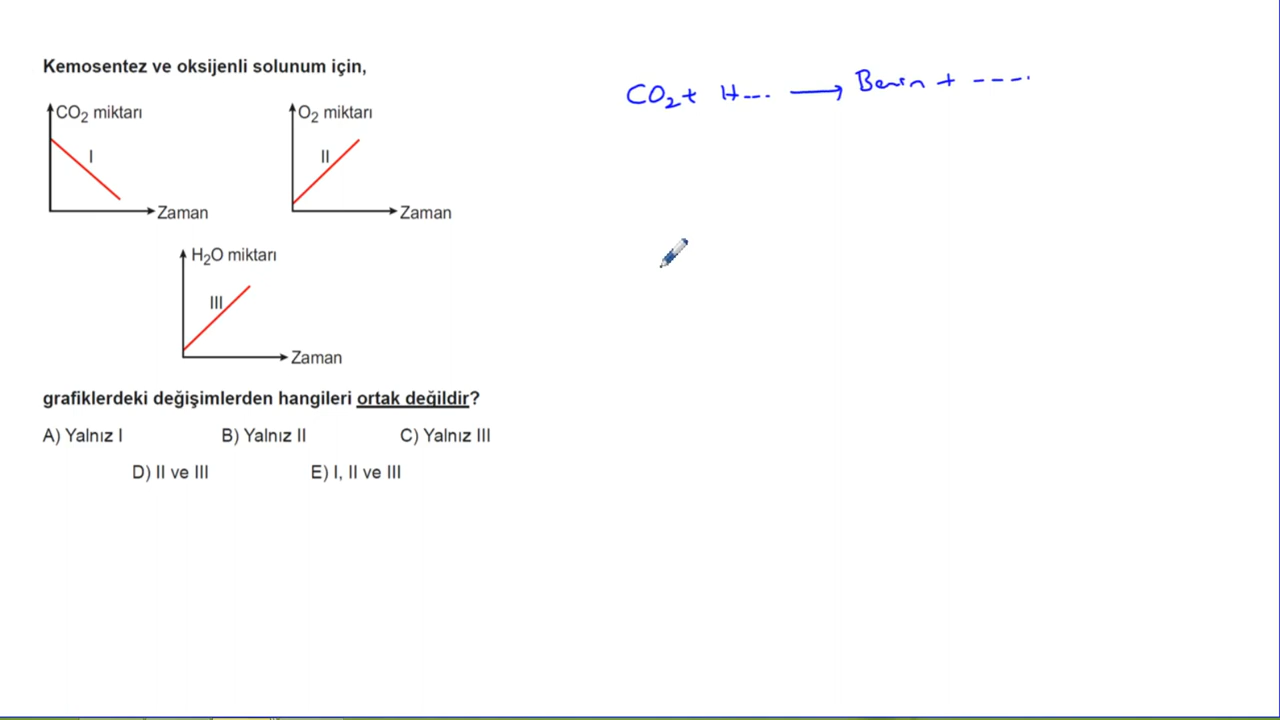 Kemosentez ve oksijenli solunum için,
CO₂ + H--- → Besin + ----
CO₂ miktarı
I
Zaman
O₂ miktarı
II
Zaman
H₂O miktarı
III
Zaman
grafiklerdeki değişimlerden hangileri ortak değildir?
A) Yalnız I B) Yalnız II C) Yalnız III
D) II ve III E) I, II ve III